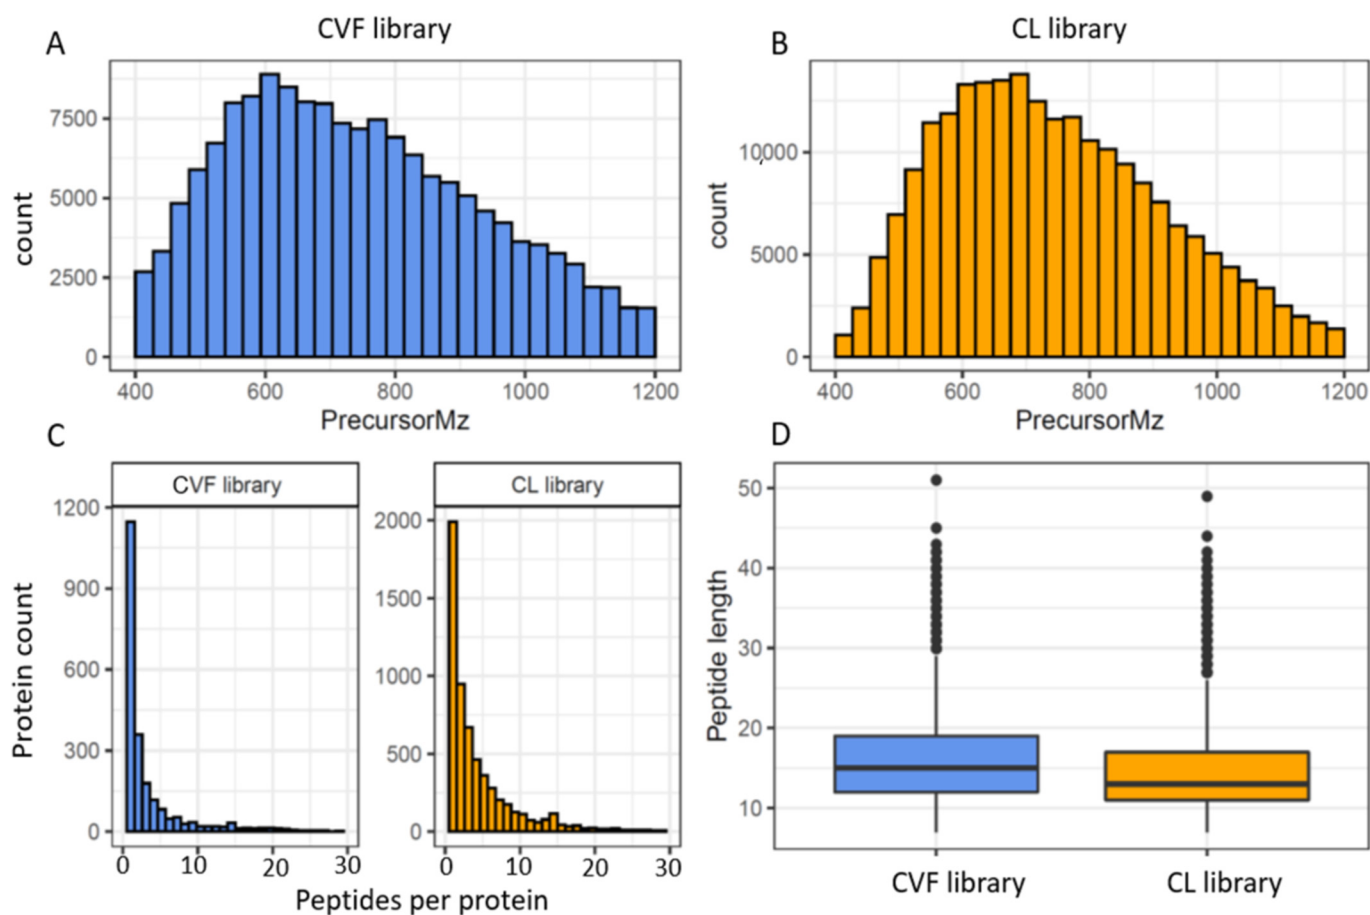 A
CVF library
count
7500
5000
2500
0
400
600
800
1000
1200
PrecursorMz
B
CL library
count
10000
5000
0
400
600
800
1000
1200
PrecursorMz
C
CVF library
CL library
Protein count
1200
900
600
300
0
0
10
20
30
2000
1500
1000
500
0
0
10
20
30
Peptides per protein
D
Peptide length
50
40
30
20
10
CVF library
CL library